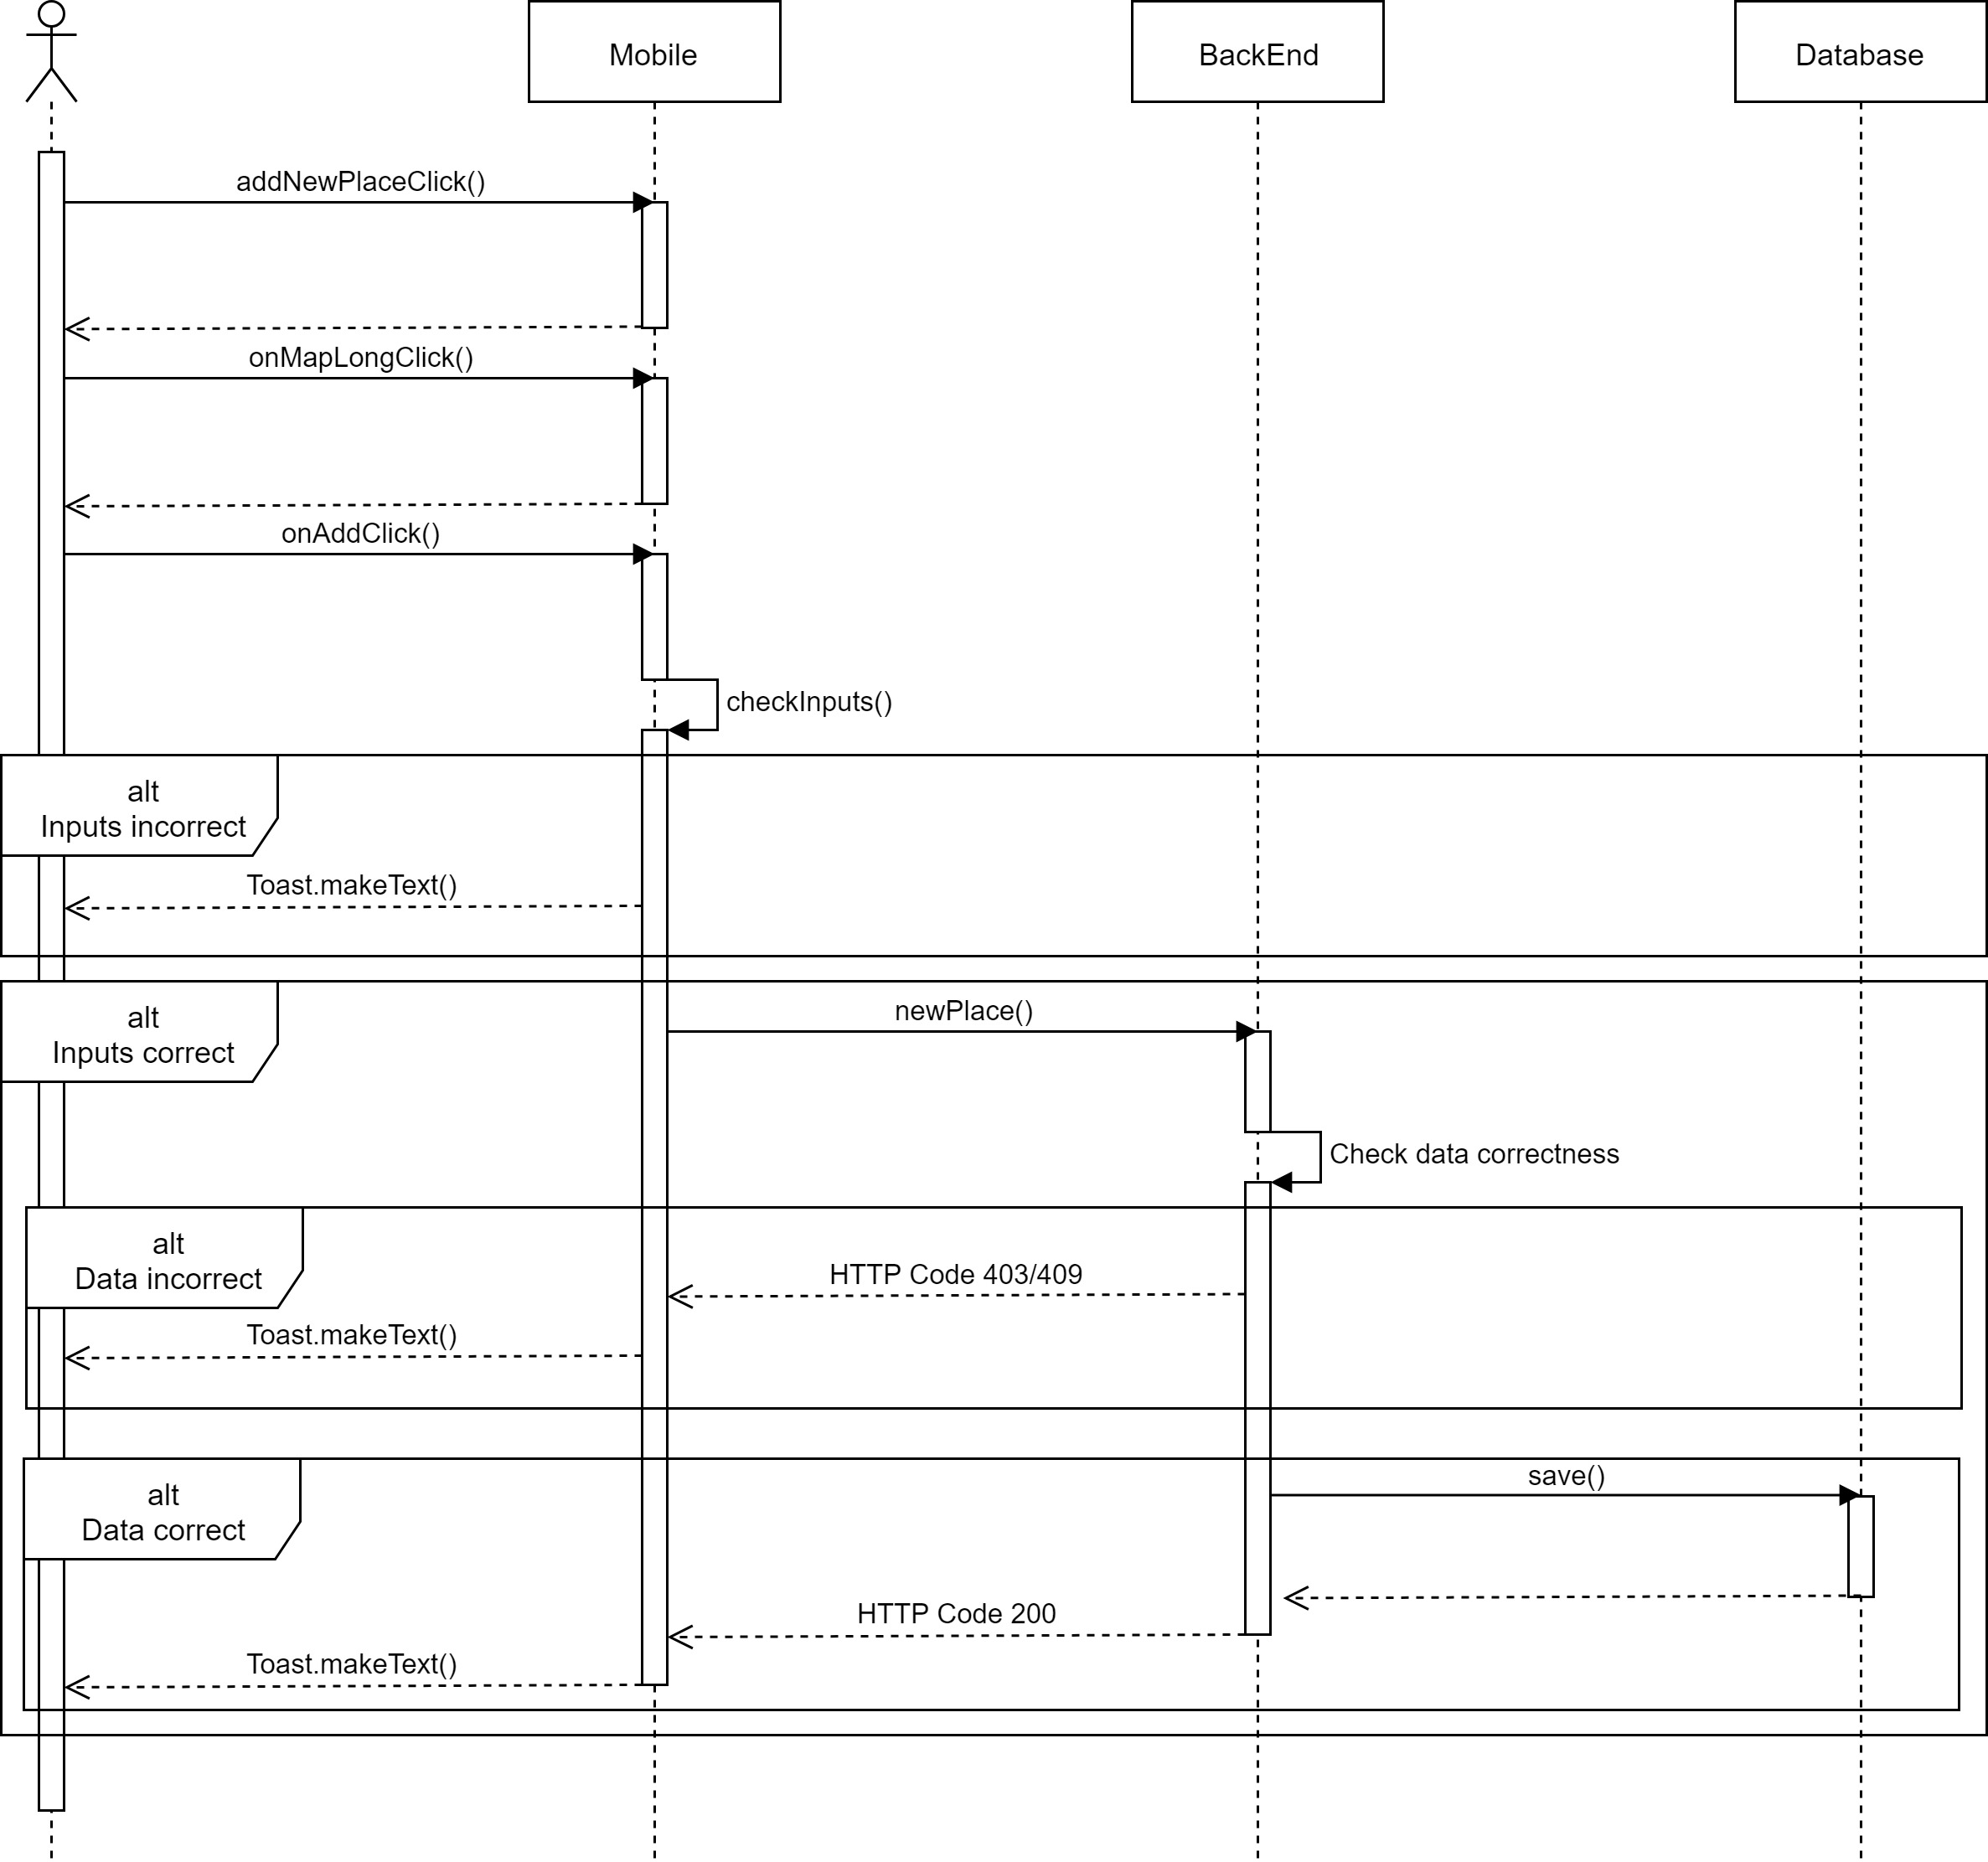 Mobile
BackEnd
Database
addNewPlaceClick()
onMapLongClick()
onAddClick()
checkInputs()
alt
Inputs incorrect
Toast.makeText()
alt
Inputs correct
newPlace()
Check data correctness
alt
Data incorrect
HTTP Code 403/409
Toast.makeText()
alt
Data correct
save()
HTTP Code 200
Toast.makeText()